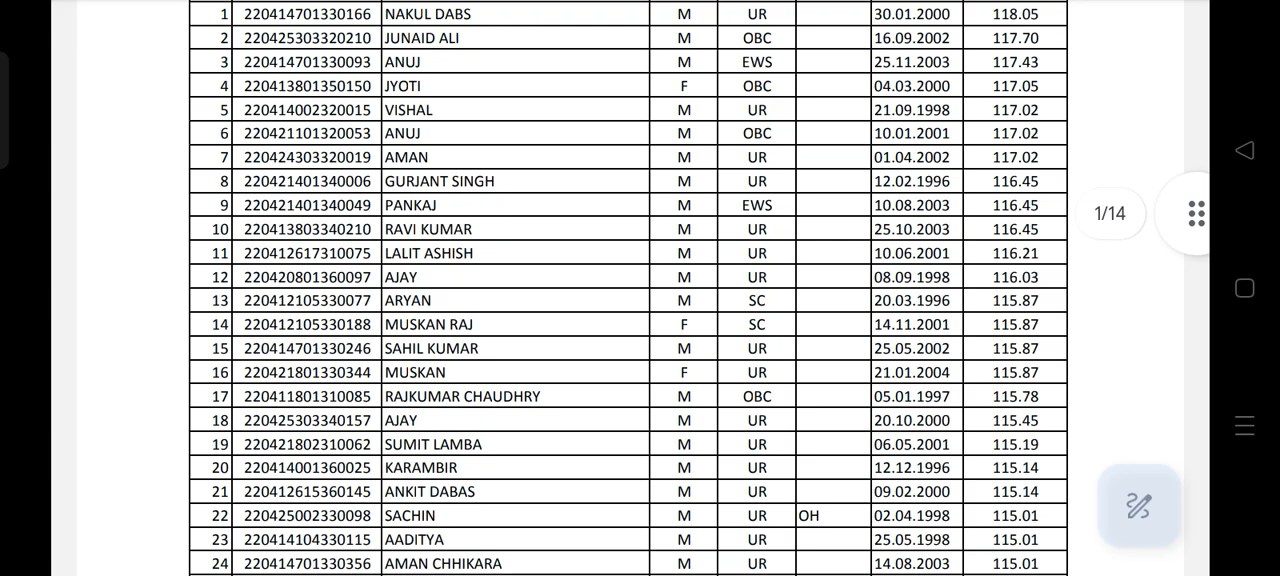 1 220414701330166 NAKUL DABS M UR 30.01.2000 118.05
2 220425303320210 JUNAID ALI M OBC 16.09.2002 117.70
3 220414701330093 ANUJ M EWS 25.11.2003 117.43
4 220413801350150 JYOTI F OBC 04.03.2000 117.05
5 220414002320015 VISHAL M UR 21.09.1998 117.02
6 220421101320053 ANUJ M OBC 10.01.2001 117.02
7 220424303320019 AMAN M UR 01.04.2002 117.02
8 220421401340006 GURJANT SINGH M UR 12.02.1996 116.45
9 220421401340049 PANKAJ M EWS 10.08.2003 116.45
10 220413803340210 RAVI KUMAR M UR 25.10.2003 116.45
11 220412617310075 LALIT ASHISH M UR 10.06.2001 116.21
12 220420801360097 AJAY M UR 08.09.1998 116.03
13 220412105330077 ARYAN M SC 20.03.1996 115.87
14 220412105330188 MUSKAN RAJ F SC 14.11.2001 115.87
15 220414701330246 SAHIL KUMAR M UR 25.05.2002 115.87
16 220421801330344 MUSKAN F UR 21.01.2004 115.87
17 220411801310085 RAJKUMAR CHAUDHRY M OBC 05.01.1997 115.78
18 220425303340157 AJAY M UR 20.10.2000 115.45
19 220421802310062 SUMIT LAMBA M UR 06.05.2001 115.19
20 220414001360025 KARAMBIR M UR 12.12.1996 115.14
21 220412615360145 ANKIT DABAS M UR 09.02.2000 115.14
22 220425002330098 SACHIN M UR OH 02.04.1998 115.01
23 220414104330115 AADITYA M UR 25.05.1998 115.01
24 220414701330356 AMAN CHHIKARA M UR 14.08.2003 115.01
1/14